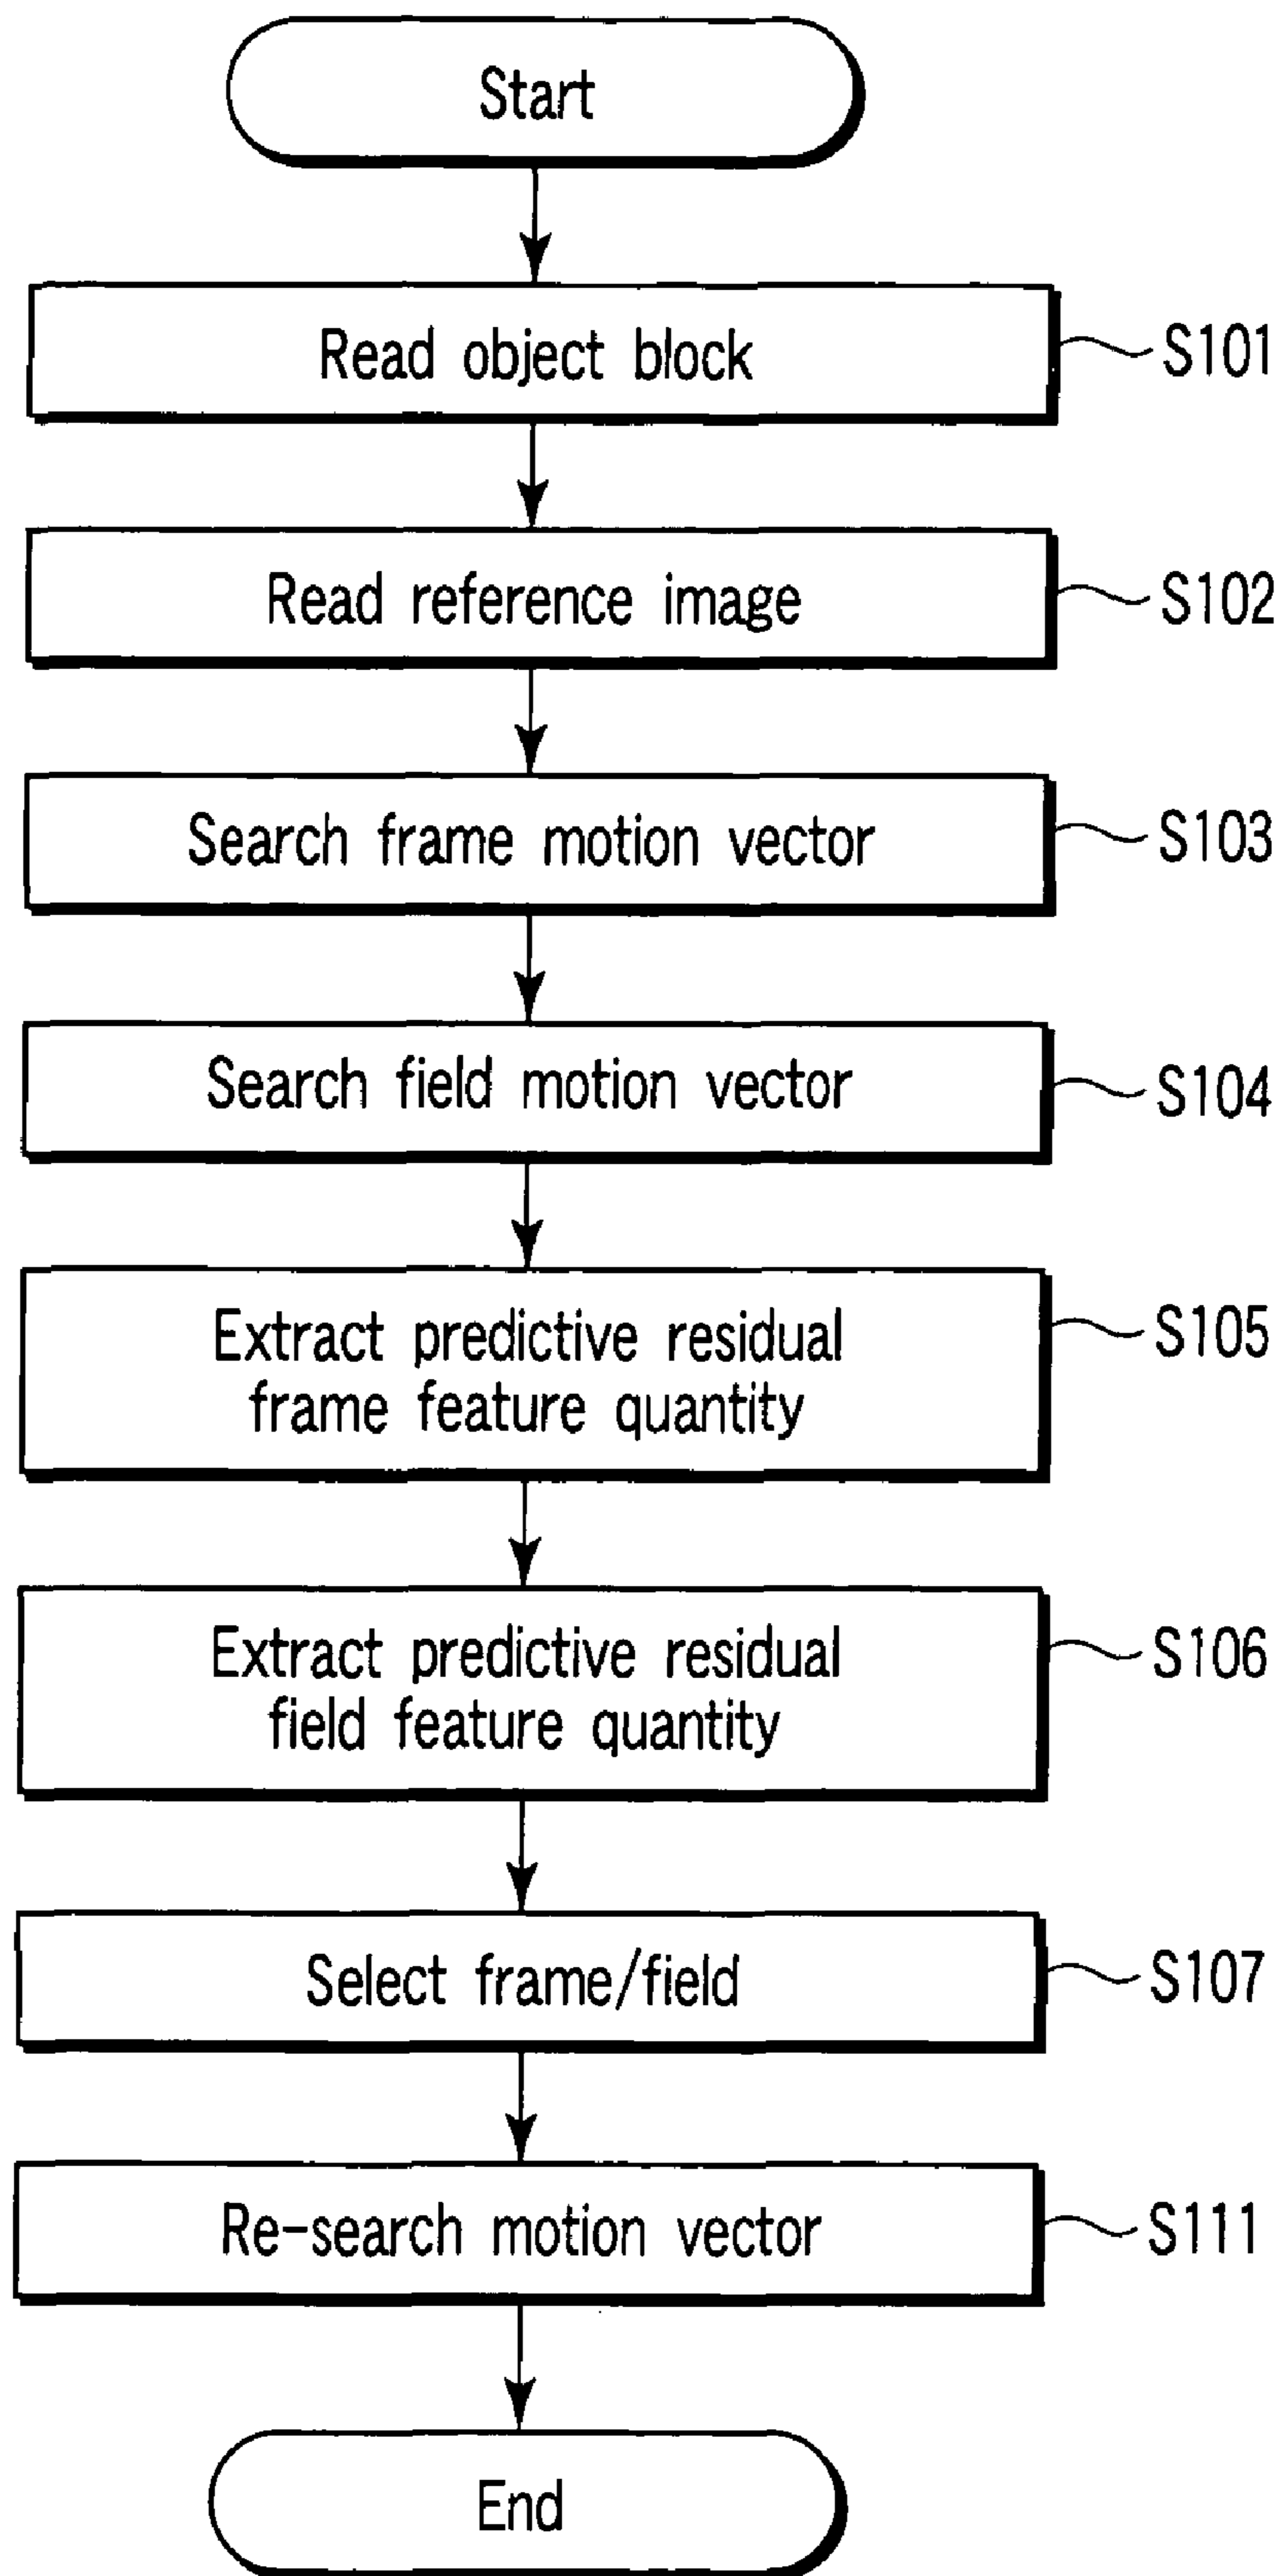 Start
Read object block
S101
Read reference image
S102
Search frame motion vector
S103
Search field motion vector
S104
Extract predictive residual
frame feature quantity
S105
Extract predictive residual
field feature quantity
S106
Select frame/field
S107
Re-search motion vector
S111
End